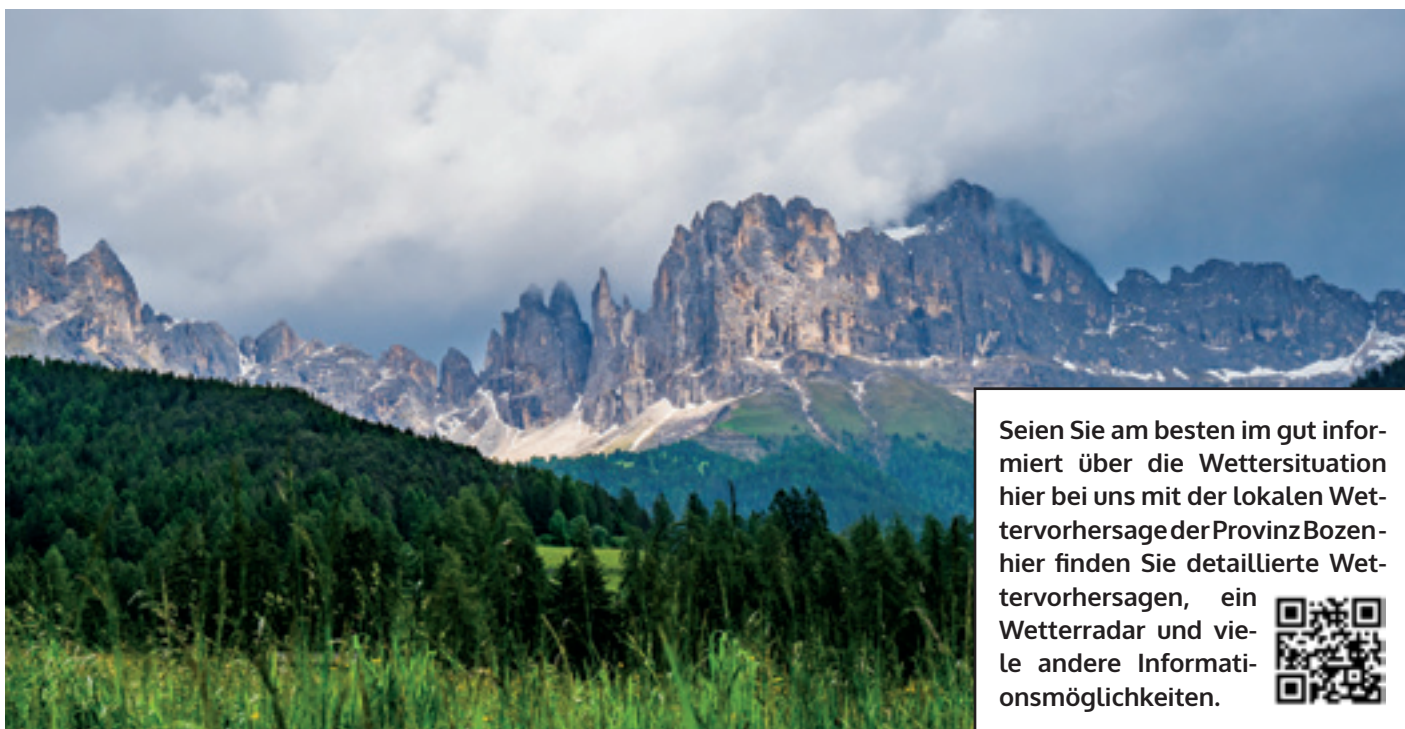 Seien Sie am besten im gut infor-
miert über die Wettersituation
hier bei uns mit der lokalen Wet-
tervorhersage der Provinz Bozen -
hier finden Sie detaillierte Wet-
tervorhersagen, ein
Wetterradar und vie-
le andere Informati-
onsmöglichkeiten.